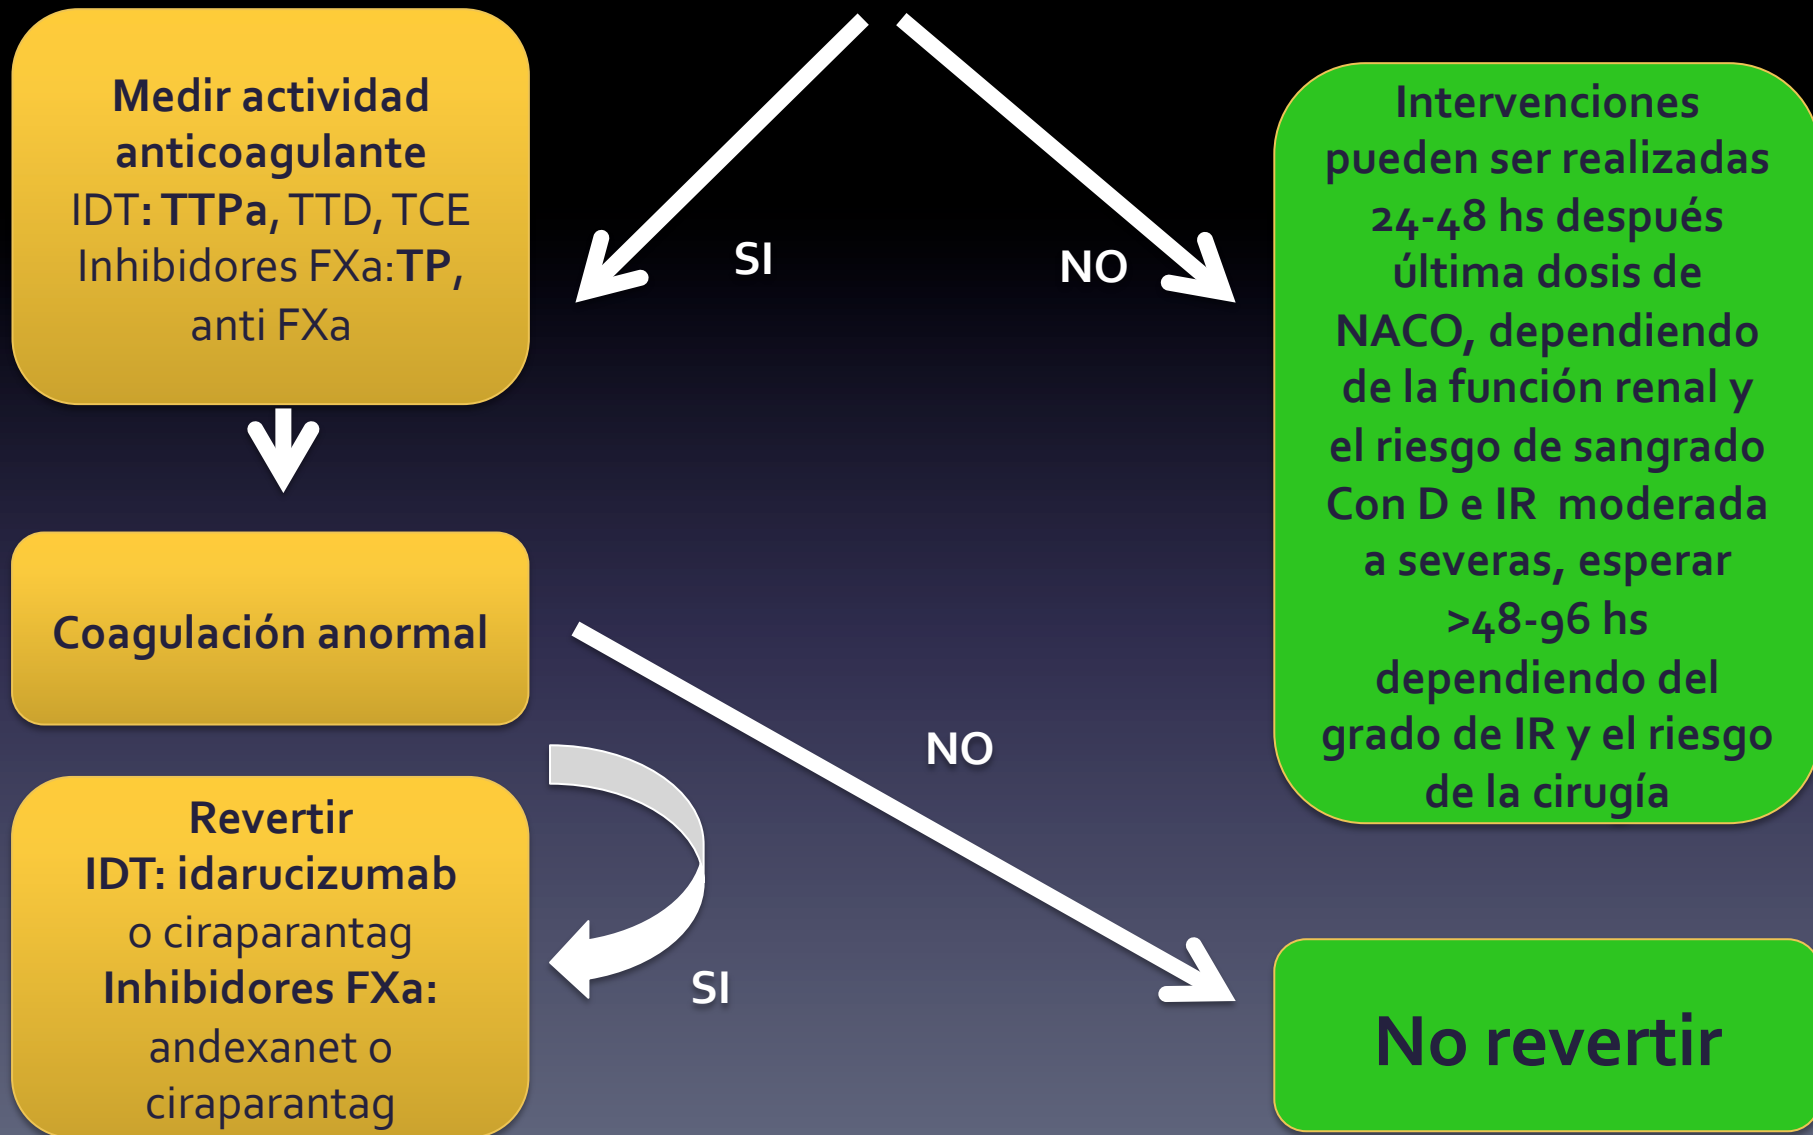 Medir actividad
anticoagulante
IDT: TTPa, TTD, TCE
Inhibidores FXa:TP,
anti FXa
SI
NO
Intervenciones
pueden ser realizadas
24-48 hs después
última dosis de
NACO, dependiendo
de la función renal y
el riesgo de sangrado
Con D e IR moderada
a severas, esperar
>48-96 hs
dependiendo del
grado de IR y el riesgo
de la cirugía
Coagulación anormal
NO
SI
Revertir
IDT: idarucizumab
o ciraparantag
Inhibidores FXa:
andexanet o
ciraparantag
No revertir